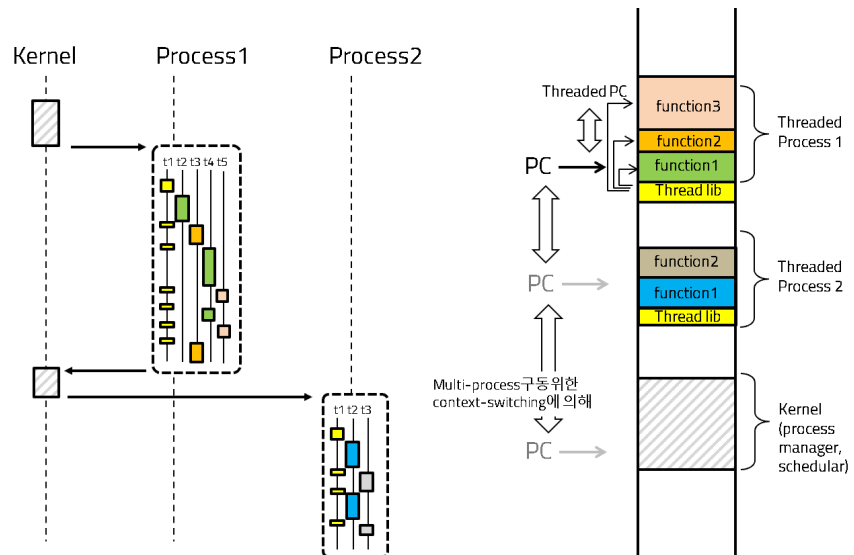 Kernel
Process1
Process2
t1 t2 t3 t4 t5
t1 t2 t3
Threaded PC
PC
PC
Multi-process구동위한
context-switching에 의해
PC
function3
function2
function1
Thread lib
function2
function1
Thread lib
Threaded
Process 1
Threaded
Process 2
Kernel
(process
manager,
schedular)